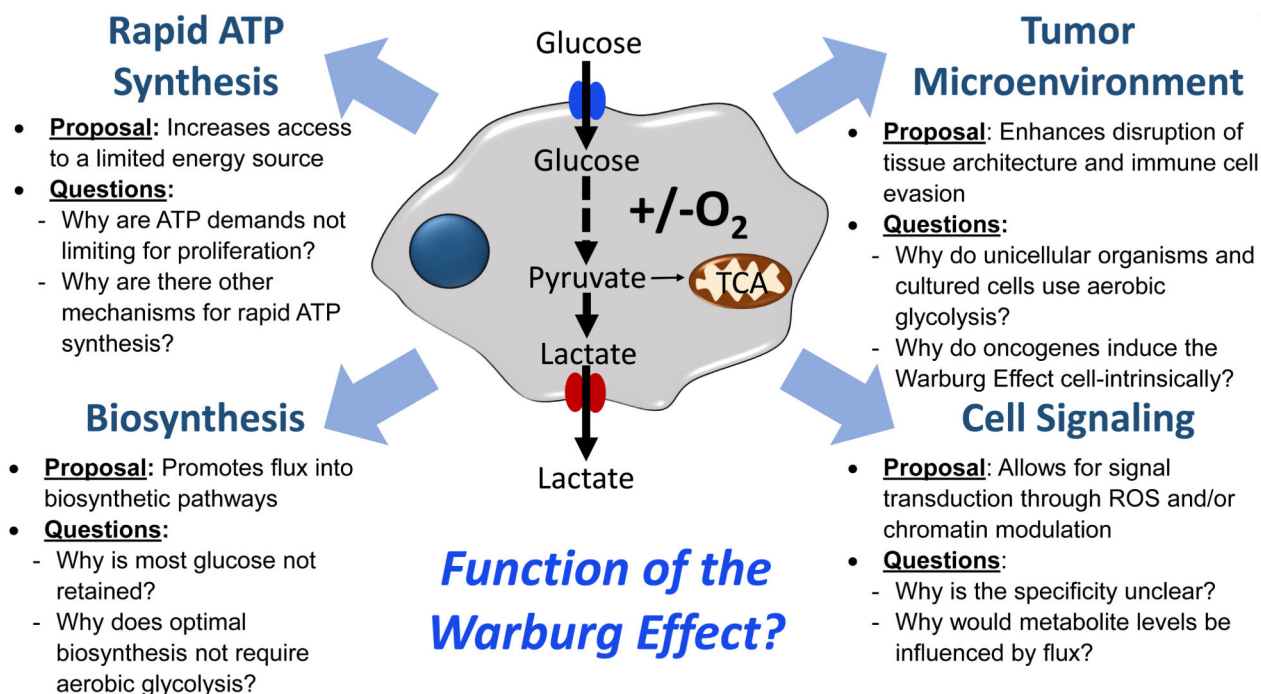 Rapid ATP
Synthesis
• Proposal: Increases access
to a limited energy source
• Questions:
- Why are ATP demands not
limiting for proliferation?
- Why are there other
mechanisms for rapid ATP
synthesis?
Biosynthesis
• Proposal: Promotes flux into
biosynthetic pathways
• Questions:
- Why is most glucose not
retained?
- Why does optimal
biosynthesis not require
aerobic glycolysis?
Glucose
Glucose
+/-O₂
Pyruvate
TCA
Lactate
Lactate
Function of the
Warburg Effect?
Tumor
Microenvironment
• Proposal: Enhances disruption of
tissue architecture and immune cell
evasion
• Questions:
- Why do unicellular organisms and
cultured cells use aerobic
glycolysis?
- Why do oncogenes induce the
Warburg Effect cell-intrinsically?
Cell Signaling
• Proposal: Allows for signal
transduction through ROS and/or
chromatin modulation
• Questions:
- Why is the specificity unclear?
- Why would metabolite levels be
influenced by flux?